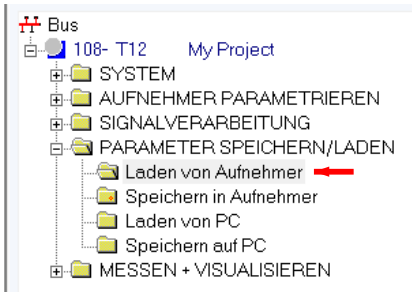 Bus
108- T12 My Project
SYSTEM
AUFNEHMER PARAMETRIEREN
SIGNALVERARBEITUNG
PARAMETER SPEICHERN/LADEN
Laden von Aufnehmer
Speichern in Aufnehmer
Laden von PC
Speichern auf PC
MESSEN + VISUALISIEREN